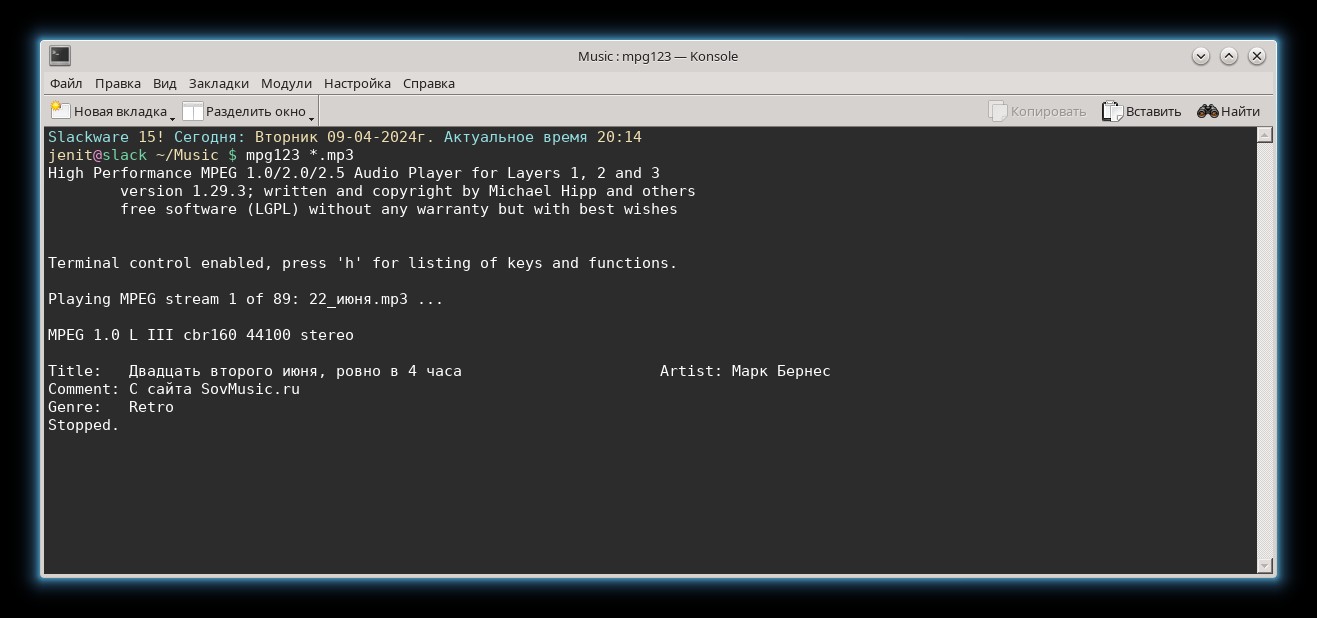 Music : mpg123 — Konsole
Файл Правка Вид Закладки Модули Настройка Справка
Новая вкладка Разделить окно Копировать Вставить Найти
Slackware 15! Сегодня: Вторник 09-04-2024г. Актуальное время 20:14
jenit@slack ~/Music $ mpg123 *.mp3
High Performance MPEG 1.0/2.0/2.5 Audio Player for Layers 1, 2 and 3
version 1.29.3; written and copyright by Michael Hipp and others
free software (LGPL) without any warranty but with best wishes
Terminal control enabled, press 'h' for listing of keys and functions.
Playing MPEG stream 1 of 89: 22_июня.mp3 ...
MPEG 1.0 L III cbr160 44100 stereo
Title: Двадцать второго июня, ровно в 4 часа Artist: Марк Бернес
Comment: С сайта SovMusic.ru
Genre: Retro
Stopped.